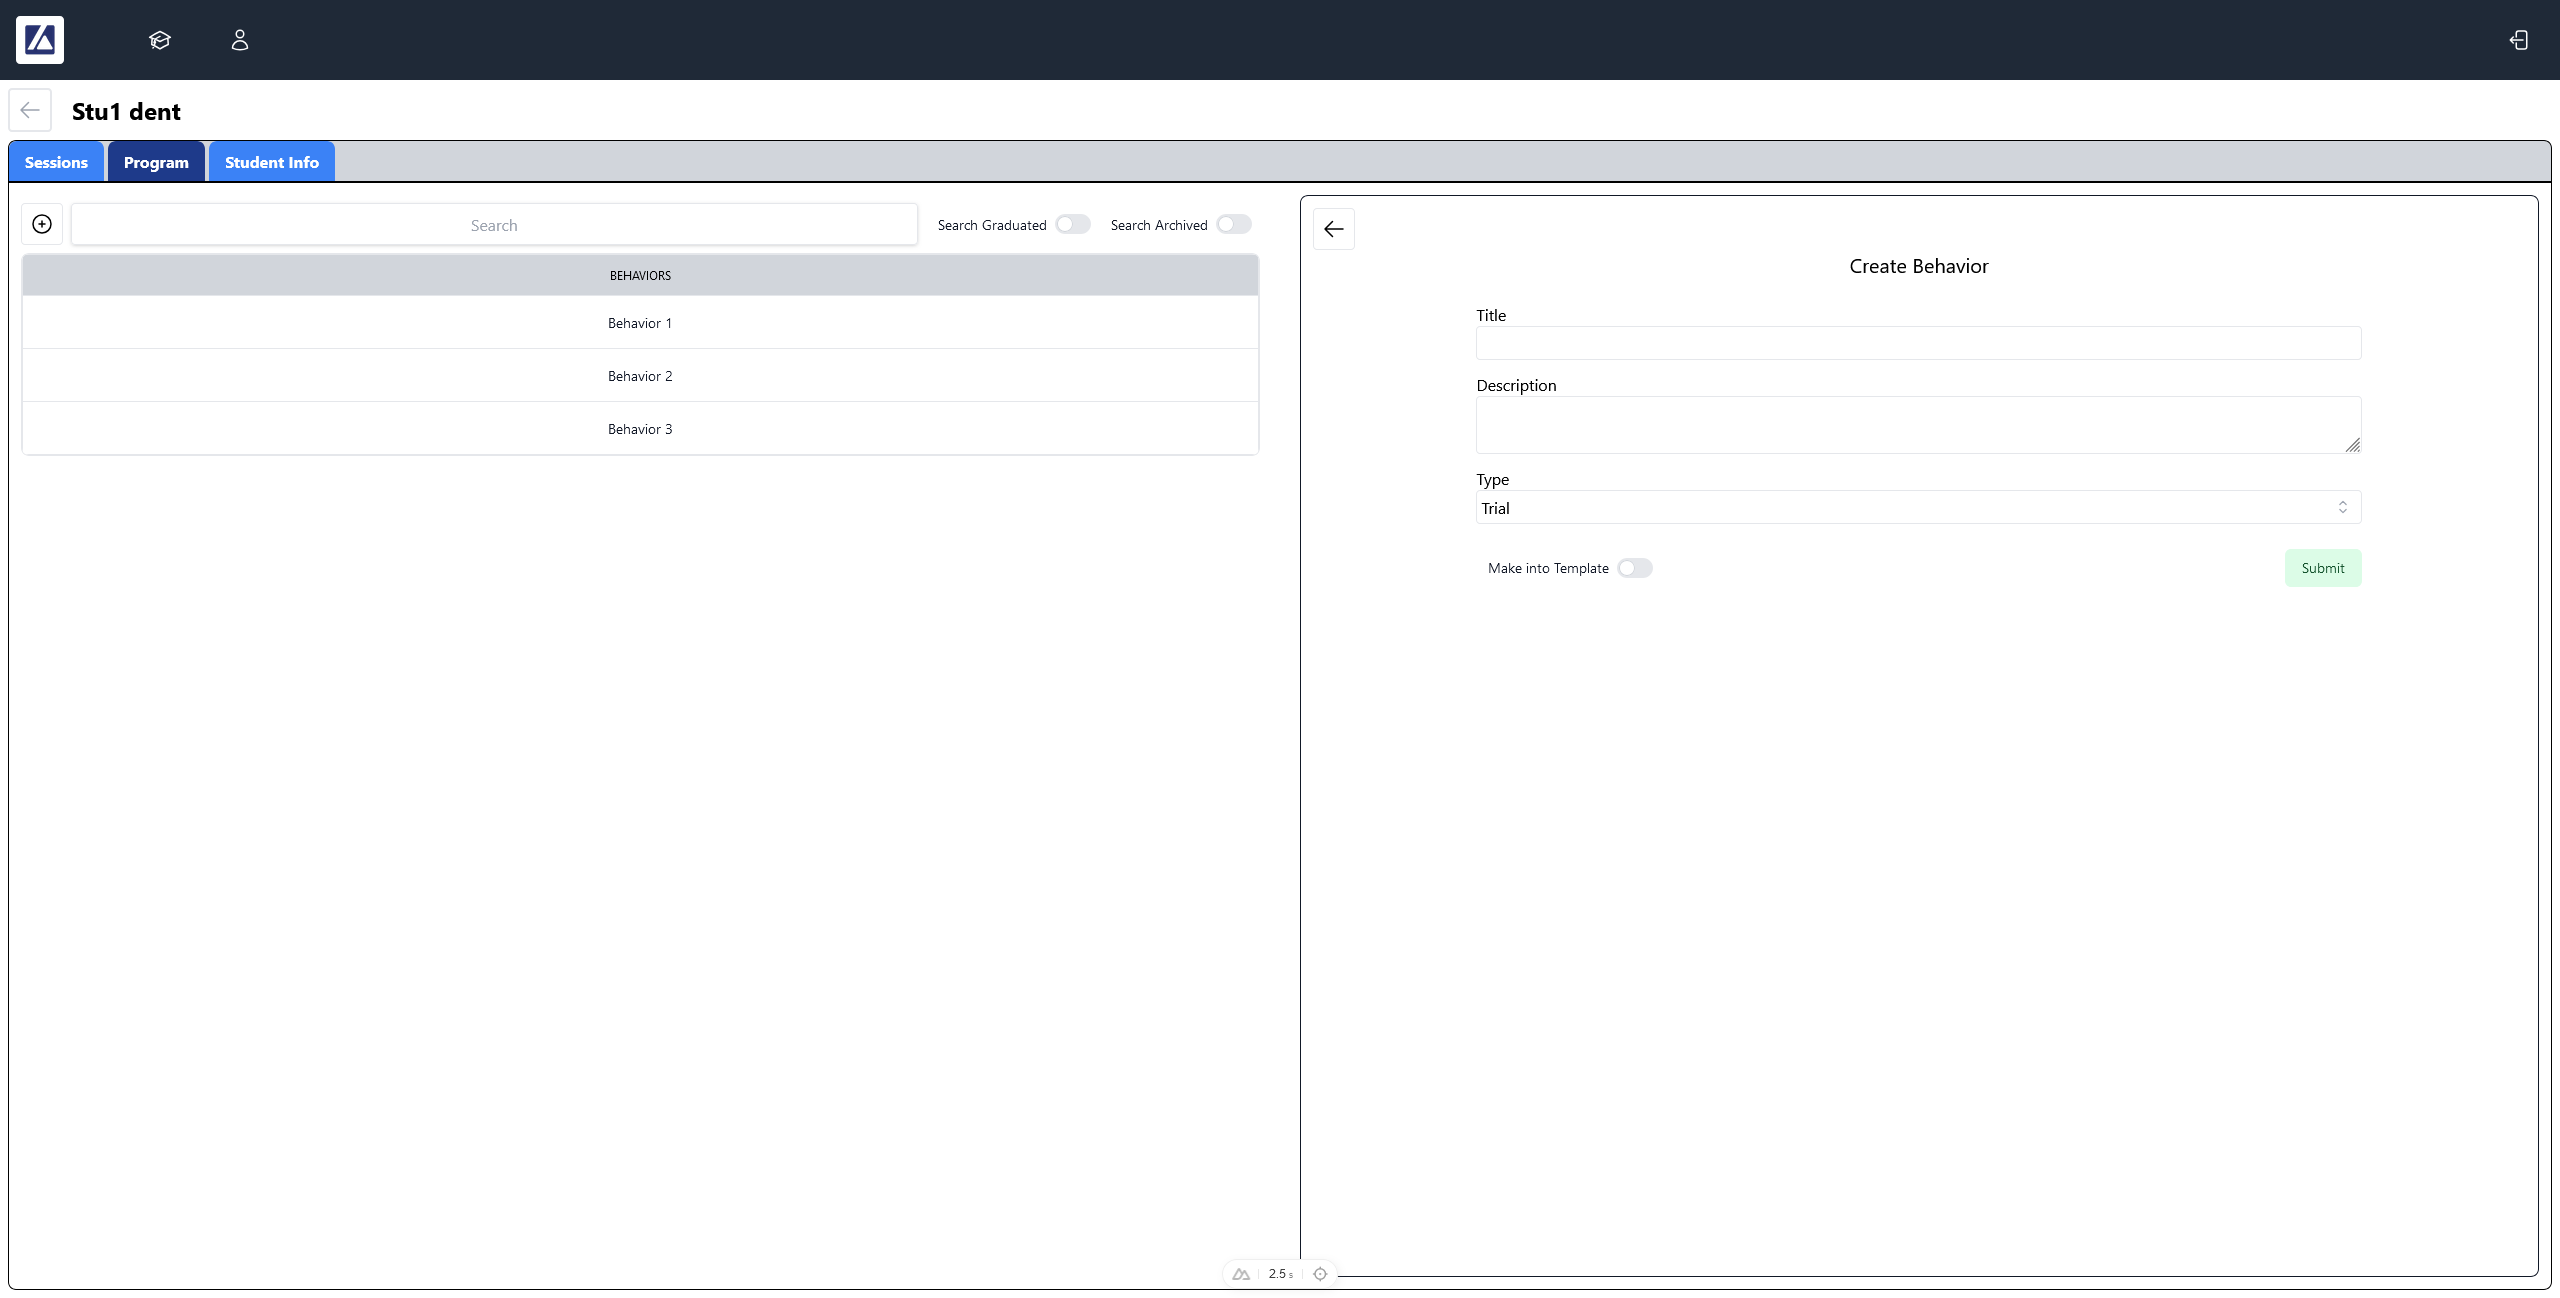 Stu1 dent
Sessions Program Student Info
Search Search Graduated Search Archived
BEHAVIORS
Behavior 1
Behavior 2
Behavior 3
Create Behavior
Title
Description
Type
Trial
Make into Template Submit
2.5 s